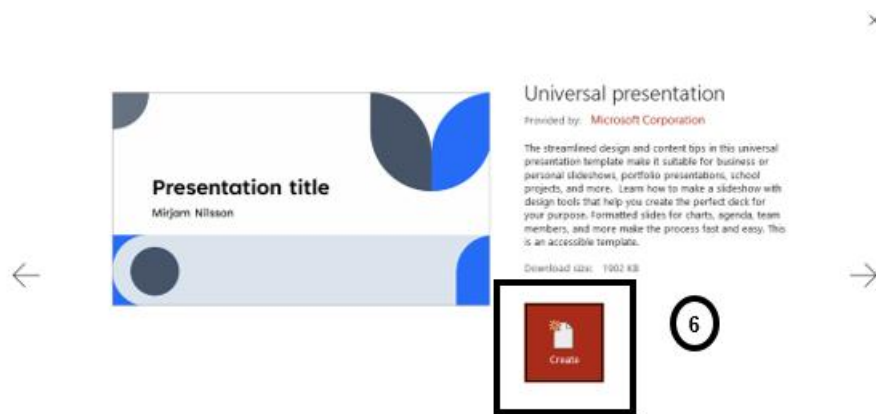 Universal presentation
Provided by: Microsoft Corporation
Presentation title
Mirjam Nilsson
The streamlined design and content tips in this universal
presentation template make it suitable for business or
personal slideshows, portfolio presentations, school
projects, and more. Learn how to make a slideshow with
design tools that help you create the perfect deck for
your purpose. Formatted slides for charts, agenda, team
members, and more make the process fast and easy. This
is an accessible template.
Download size: 1902 KB
Create
6